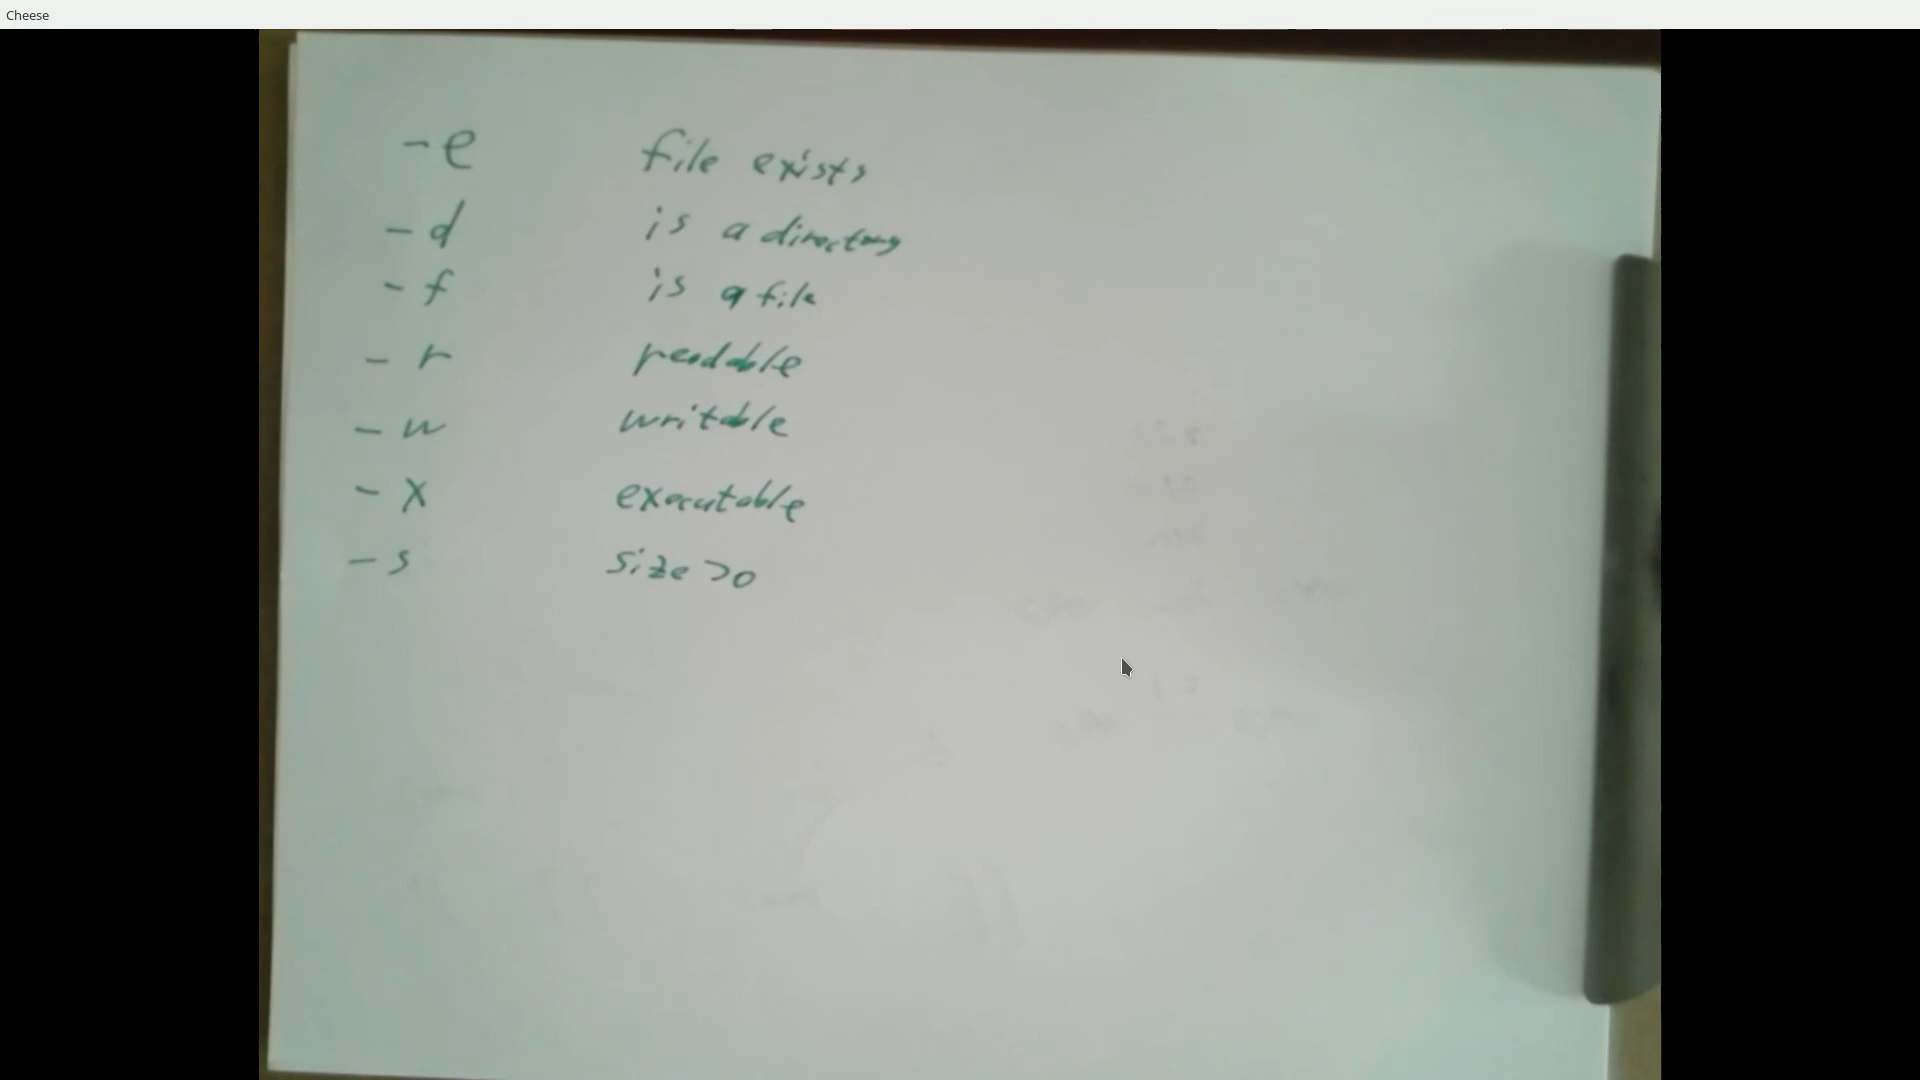 Cheese
-e file exists
-d is a directory
-f is a file
-r readable
-w writable
-x executable
-s size >0